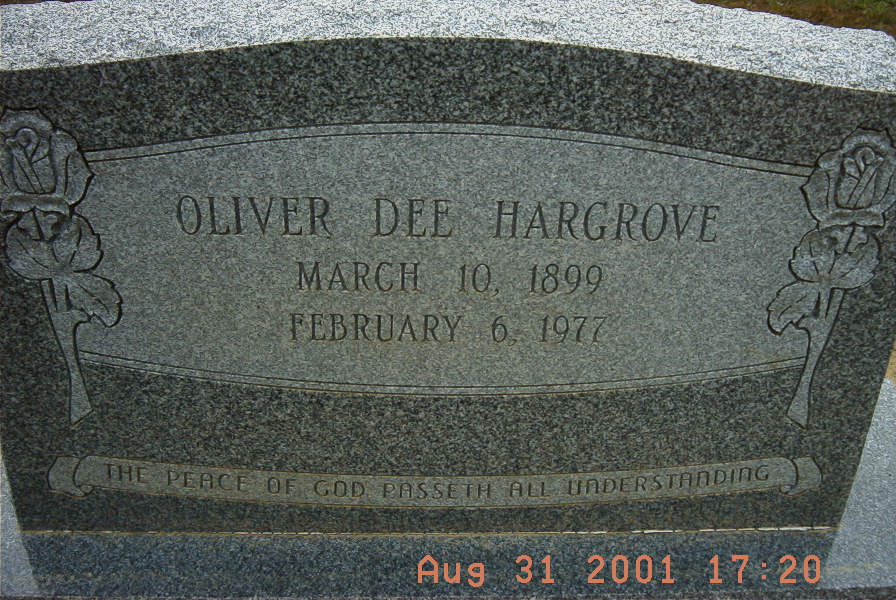 OLIVER DEE HARGROVE
MARCH 10, 1899
FEBRUARY 6, 1977
THE PEACE OF GOD PASSETH ALL UNDERSTANDING
Aug 31 2001 17:20